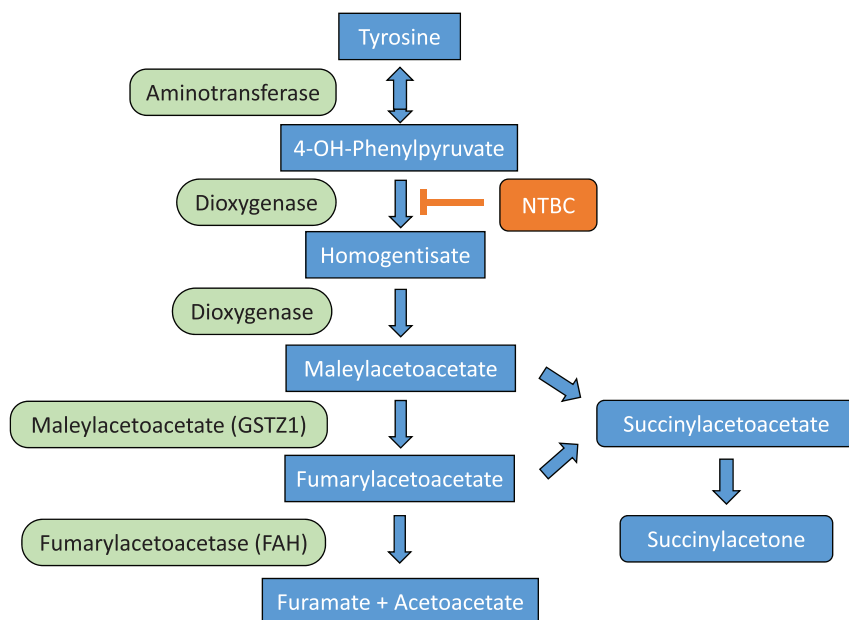 Tyrosine
Aminotransferase
4-OH-Phenylpyruvate
Dioxygenase
NTBC
Homogentisate
Dioxygenase
Maleylacetoacetate
Maleylacetoacetate (GSTZ1)
Succinylacetoacetate
Fumarylacetoacetate
Fumarylacetoacetase (FAH)
Succinylacetone
Furamate + Acetoacetate